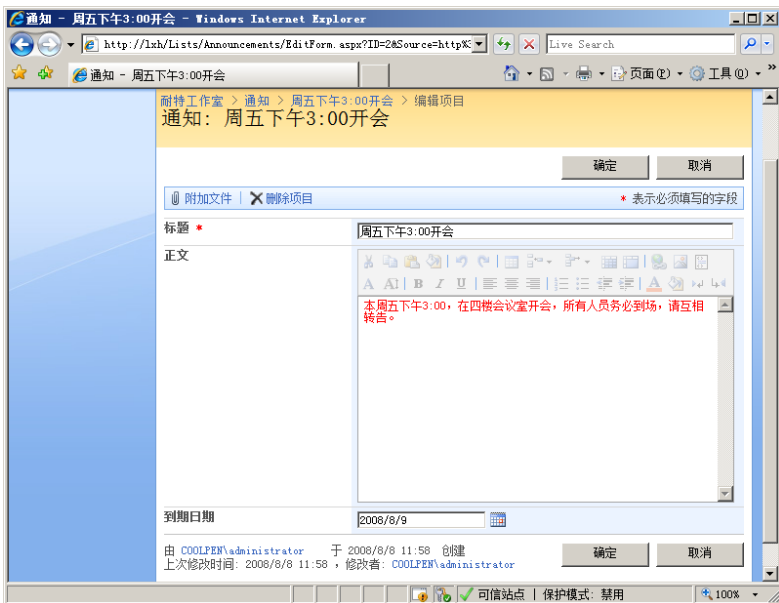 通知 - 周五下午3:00开会 - Windows Internet Explorer
http://lxh/Lists/Announcements/EditForm.aspx?ID=2&Source=http%3
Live Search
通知 - 周五下午3:00开会
页面(P)
工具(O)
»
耐特工作室 > 通知 > 周五下午3:00开会 > 编辑项目
通知: 周五下午3:00开会
确定 取消
附加文件 | 删除项目
* 表示必须填写的字段
标题 *
周五下午3:00开会
正文
A A B I U A
本周五下午3:00，在四楼会议室开会，所有人员务必到场，请互相
转告。
到期日期
2008/8/9
由 COOLPEN\administrator 于 2008/8/8 11:58 创建
上次修改时间: 2008/8/8 11:58 ，修改者: COOLPEN\administrator
确定 取消
可信站点 | 保护模式: 禁用
100%